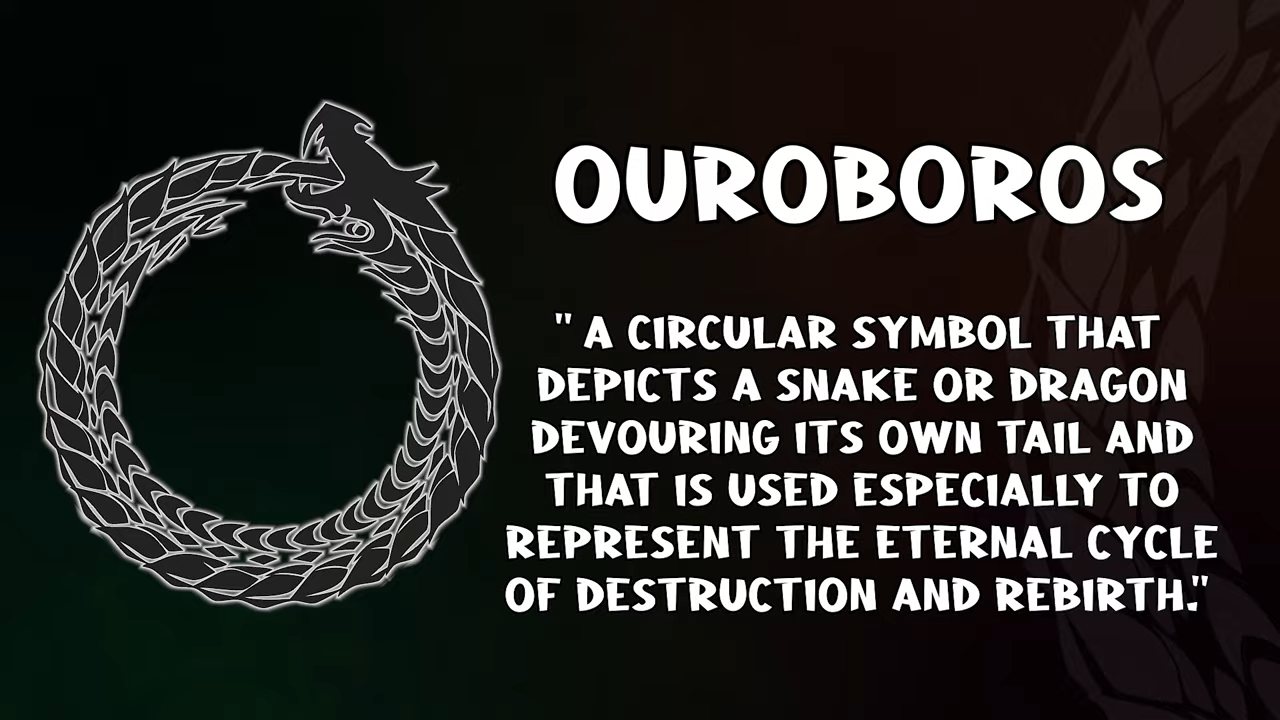 OUROBOROS
" A CIRCULAR SYMBOL THAT
DEPICTS A SNAKE OR DRAGON
DEVOURING ITS OWN TAIL AND
THAT IS USED ESPECIALLY TO
REPRESENT THE ETERNAL CYCLE
OF DESTRUCTION AND REBIRTH."